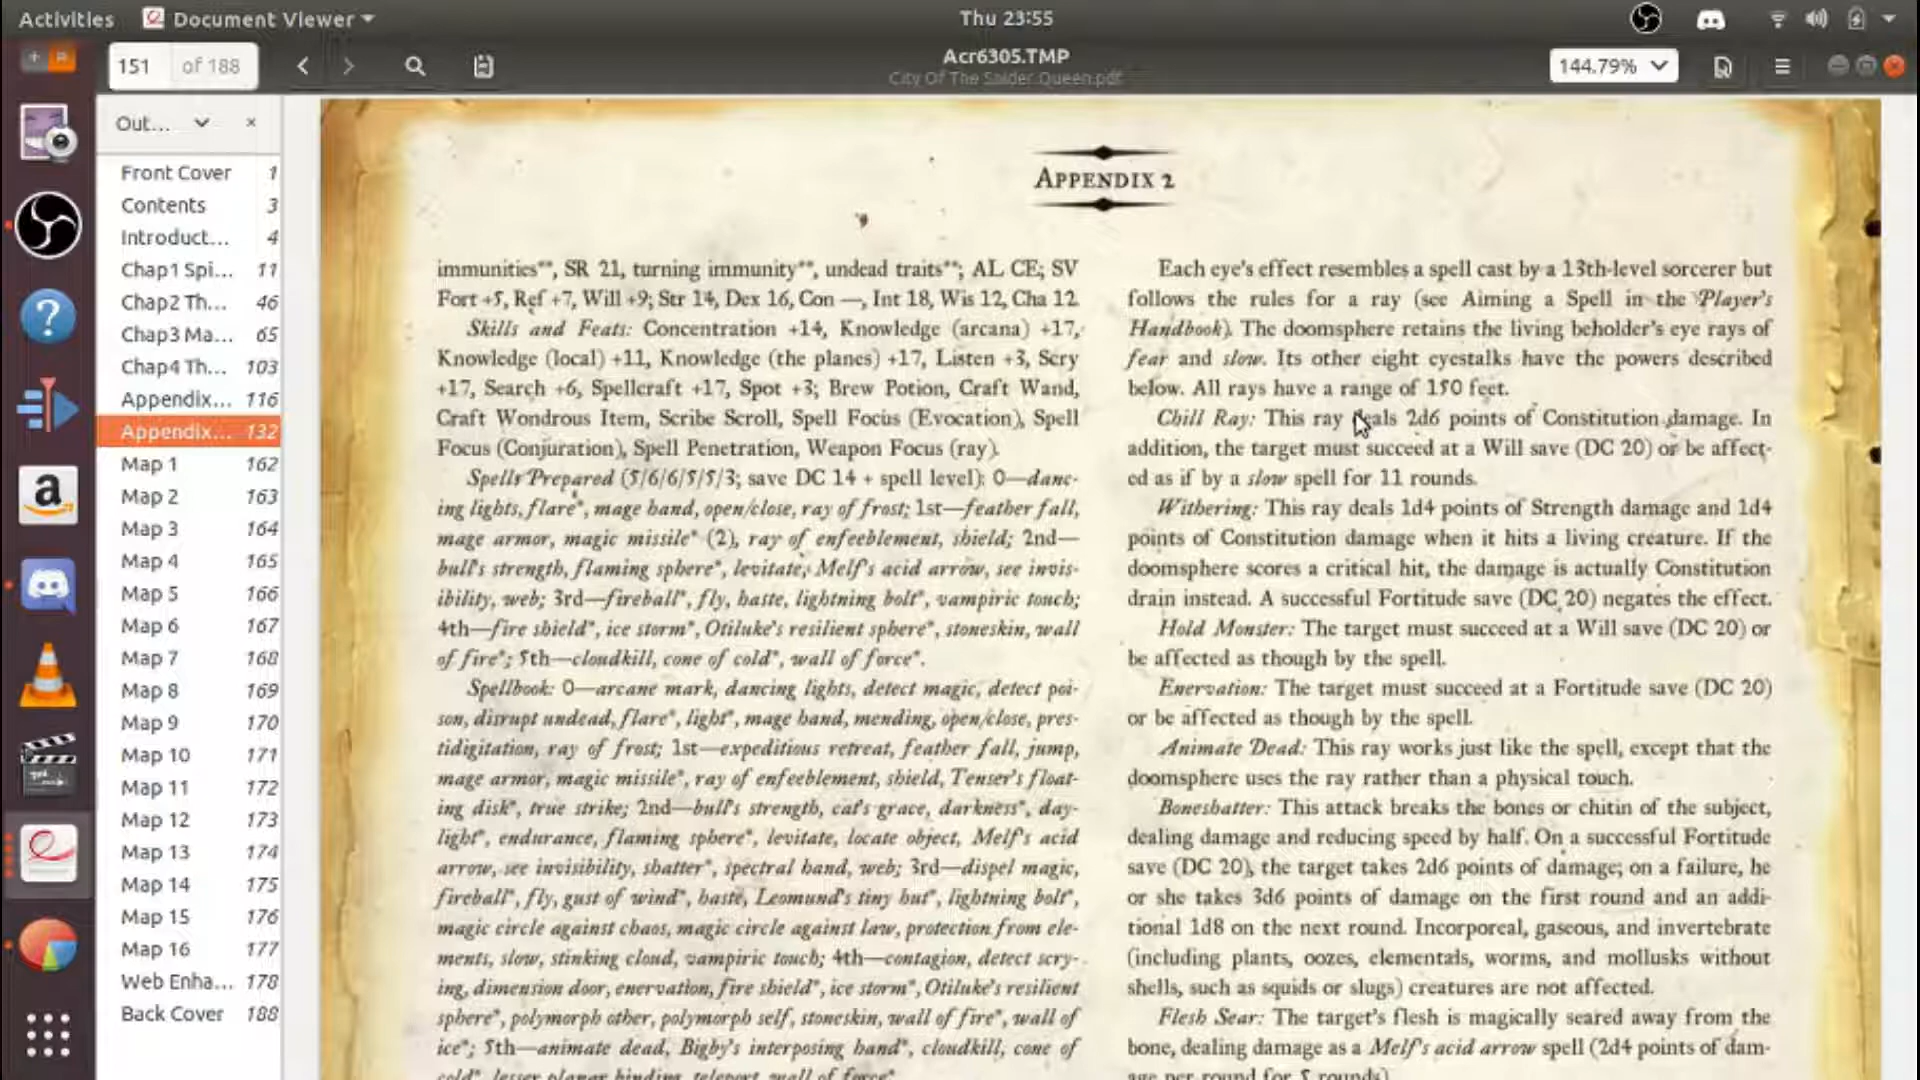 Activities
Document Viewer
Thu 23:55
151 of 188
Acr6305.TMP
City Of The Spider Queen.pdf
144.79%
Out...
Front Cover 1
Contents 3
Introduct... 4
Chap1 Spi... 11
Chap2 Th... 46
Chap3 Ma... 65
Chap4 Th... 103
Appendix... 116
Appendix... 132
Map 1 162
Map 2 163
Map 3 164
Map 4 165
Map 5 166
Map 6 167
Map 7 168
Map 8 169
Map 9 170
Map 10 171
Map 11 172
Map 12 173
Map 13 174
Map 14 175
Map 15 176
Map 16 177
Web Enha... 178
Back Cover 188
APPENDIX 2
immunities**, SR 21, turning immunity**, undead traits**; AL CE; SV
Fort +5, Ref +7, Will +9; Str 14, Dex 16, Con —, Int 18, Wis 12, Cha 12.
Skills and Feats: Concentration +14, Knowledge (arcana) +17,
Knowledge (local) +11, Knowledge (the planes) +17, Listen +3, Scry
+17, Search +6, Spellcraft +17, Spot +3; Brew Potion, Craft Wand,
Craft Wondrous Item, Scribe Scroll, Spell Focus (Evocation), Spell
Focus (Conjuration), Spell Penetration, Weapon Focus (ray).
Spells Prepared (5/6/6/5/5/3; save DC 14 + spell level): 0—danc-
ing lights, flare*, mage hand, open/close, ray of frost; 1st—feather fall,
mage armor, magic missile* (2), ray of enfeeblement, shield; 2nd—
bull's strength, flaming sphere*, levitate, Melf's acid arrow, see invis-
ibility, web; 3rd—fireball*, fly, haste, lightning bolt*, vampiric touch;
4th—fire shield*, ice storm*, Otiluke's resilient sphere*, stoneskin, wall
of fire*; 5th—cloudkill, cone of cold*, wall of force*.
Spellbook: 0—arcane mark, dancing lights, detect magic, detect poi-
son, disrupt undead, flare*, light*, mage hand, mending, open/close, pres-
tidigitation, ray of frost; 1st—expeditious retreat, feather fall, jump,
mage armor, magic missile*, ray of enfeeblement, shield, Tenser's float-
ing disk*, true strike; 2nd—bull's strength, cat's grace, darkness*, day-
light*, endurance, flaming sphere*, levitate, locate object, Melf's acid
arrow, see invisibility, shatter*, spectral hand, web; 3rd—dispel magic,
fireball*, fly, gust of wind*, haste, Leomund's tiny hut*, lightning bolt*,
magic circle against chaos, magic circle against law, protection from ele-
ments, slow, stinking cloud, vampiric touch; 4th—contagion, detect scry-
ing, dimension door, enervation, fire shield*, ice storm*, Otiluke's resilient
sphere*, polymorph other, polymorph self, stoneskin, wall of fire*, wall of
ice*; 5th—animate dead, Bigby's interposing hand*, cloudkill, cone of
cold*, lesser planar binding, teleport, wall of force*.
Each eye's effect resembles a spell cast by a 13th-level sorcerer but
follows the rules for a ray (see Aiming a Spell in the Player's
Handbook). The doomsphere retains the living beholder's eye rays of
fear and slow. Its other eight eyestalks have the powers described
below. All rays have a range of 150 feet.
Chill Ray: This ray deals 2d6 points of Constitution damage. In
addition, the target must succeed at a Will save (DC 20) or be affect-
ed as if by a slow spell for 11 rounds.
Withering: This ray deals 1d4 points of Strength damage and 1d4
points of Constitution damage when it hits a living creature. If the
doomsphere scores a critical hit, the damage is actually Constitution
drain instead. A successful Fortitude save (DC 20) negates the effect.
Hold Monster: The target must succeed at a Will save (DC 20) or
be affected as though by the spell.
Enervation: The target must succeed at a Fortitude save (DC 20)
or be affected as though by the spell.
Animate Dead: This ray works just like the spell, except that the
doomsphere uses the ray rather than a physical touch.
Boneshatter: This attack breaks the bones or chitin of the subject,
dealing damage and reducing speed by half. On a successful Fortitude
save (DC 20), the target takes 2d6 points of damage; on a failure, he
or she takes 3d6 points of damage on the first round and an addi-
tional 1d8 on the next round. Incorporeal, gaseous, and invertebrate
(including plants, oozes, elementals, worms, and mollusks without
shells, such as squids or slugs) creatures are not affected.
Flesh Sear: The target's flesh is magically seared away from the
bone, dealing damage as a Melf's acid arrow spell (2d4 points of dam-
age per round for 5 rounds).